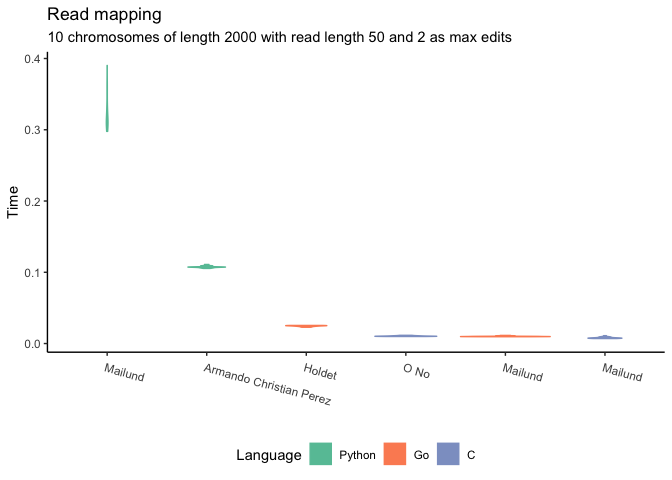 Read mapping
10 chromosomes of length 2000 with read length 50 and 2 as max edits
0.4
0.3
0.2
0.1
0.0
Time
Mailund
Armando Christian Perez
Holdet
O No
Mailund
Mailund
Language Python Go C